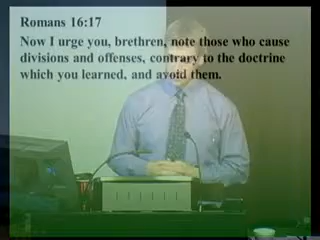 Romans 16:17
Now I urge you, brethren, note those who cause
divisions and offenses, contrary to the doctrine
which you learned, and avoid them.